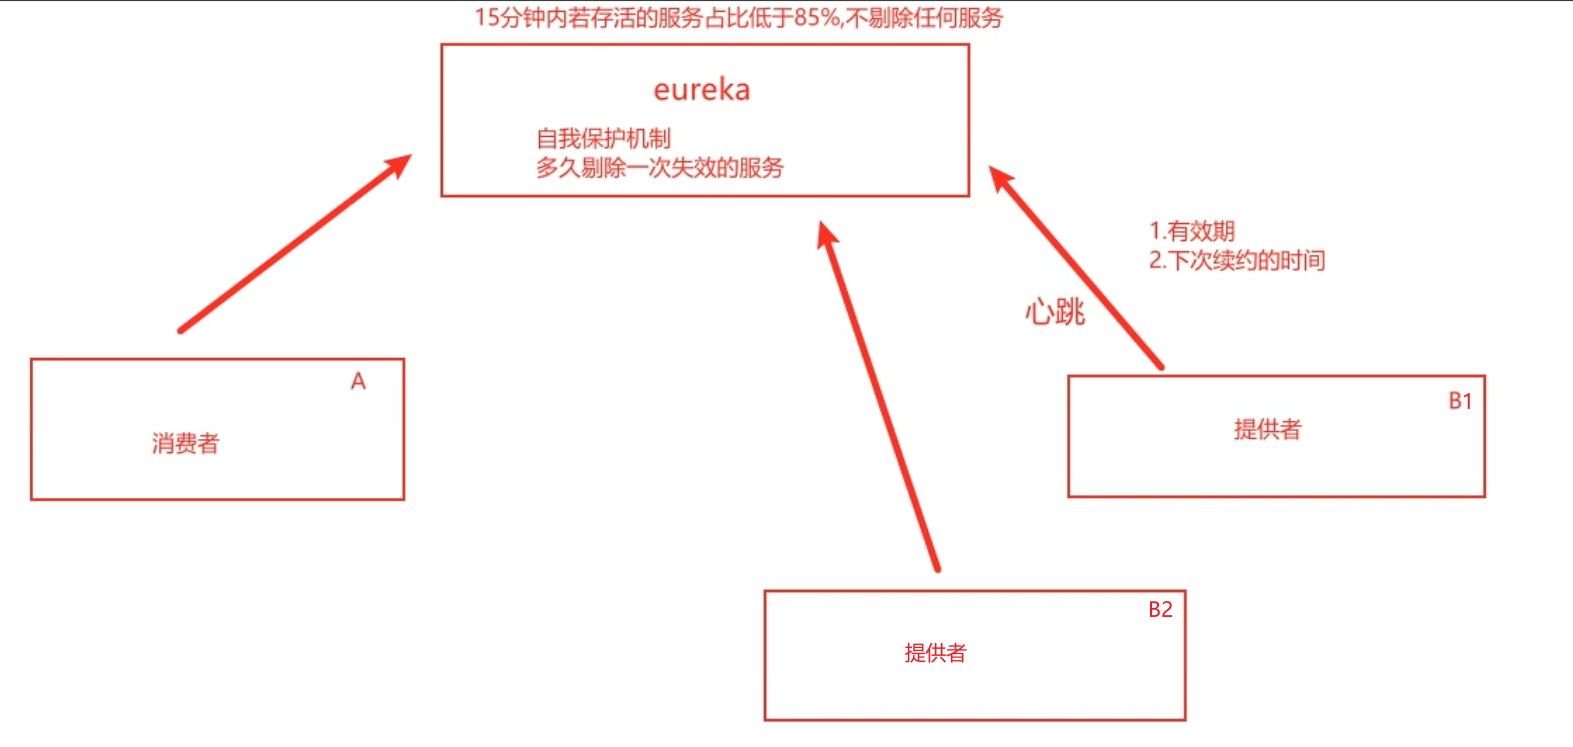 15分钟内若存活的服务占比低于85%,不剔除任何服务
eureka
自我保护机制
多久剔除一次失效的服务
1.有效期
2.下次续约的时间
心跳
A
消费者
B1
提供者
B2
提供者